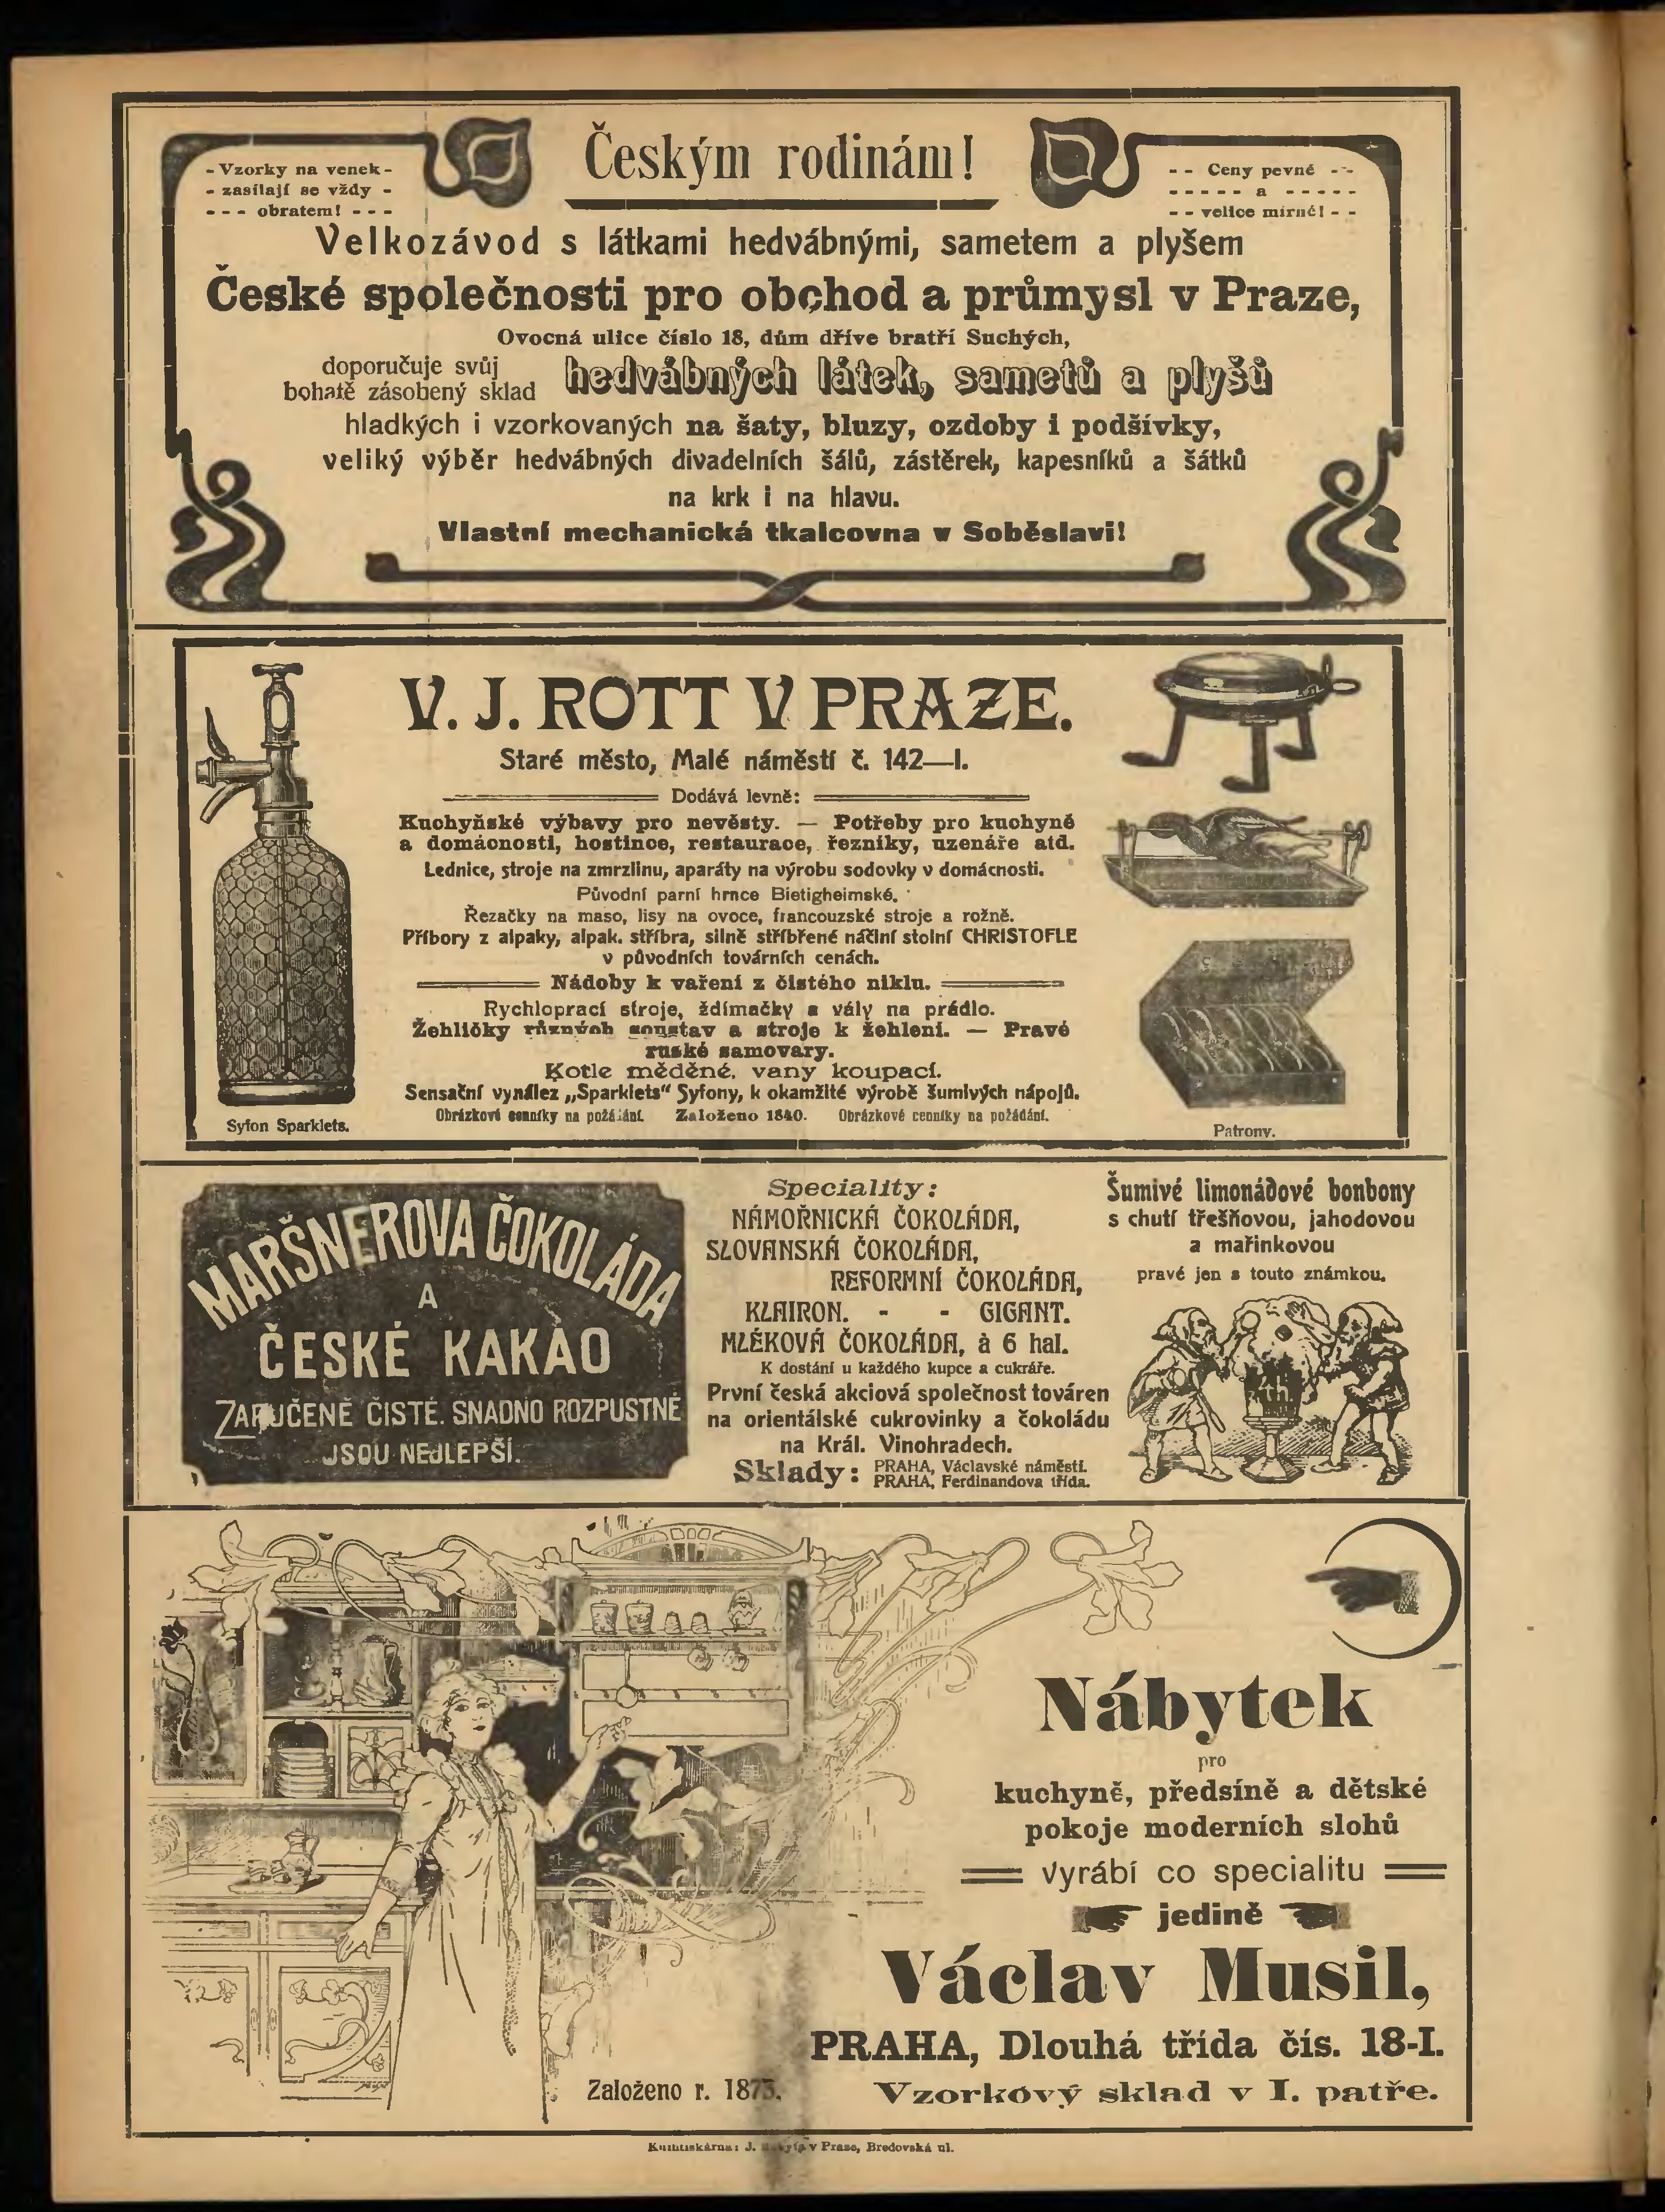 Českým rodinám!
- Vzorky na venek -
- zasílají se vždy -
- - - obratem! - - -
- - Ceny pevné - -
- - - - - a - - - - -
- - velice mírné! - -
Velkozávod s látkami hedvábnými, sametem a plyšem
České společnosti pro obchod a průmysl v Praze,
Ovocná ulice číslo 18, dům dříve bratří Suchých,
doporučuje svůj
bohatě zásobený sklad
hedvábných látek, sametů a plyšů
hladkých i vzorkovaných na šaty, bluzy, ozdoby i podšívky,
veliký výběr hedvábných divadelních šálů, zástěrek, kapesníků a šátků
na krk i na hlavu.
Vlastní mechanická tkalcovna v Soběslavi!
V. J. ROTT V PRAZE.
Staré město, Malé náměstí č. 142—I.
Dodává levně:
Kuchyňské výbavy pro nevěsty. — Potřeby pro kuchyně
a domácnosti, hostince, restaurace, řezníky, uzenáře atd.
Lednice, stroje na zmrzlinu, aparáty na výrobu sodovky v domácnosti.
Původní parní hrnce Bietigheimské.
Řezačky na maso, lisy na ovoce, francouzské stroje a rožně.
Příbory z alpaky, alpak. stříbra, silně stříbřené náčiní stolní CHRISTOFLE
v původních továrních cenách.
Nádoby k vaření z čistého niklu.
Rychloprací stroje, ždímačky a vály na prádlo.
Žehličky různých soustav a stroje k žehlení. — Pravé
ruské samovary.
Kotle měděné, vany koupací.
Sensační vynález „Sparklets" Syfony, k okamžité výrobě šumivých nápojů.
Obrázkové cenníky na požádání. Založeno 1840. Obrázkové cenníky na požádání.
Syfon Sparklets.
Patrony.
MARŠNEROVA ČOKOLÁDA
A
ČESKÉ KAKAO
ZARUČENĚ ČISTÉ. SNADNO ROZPUSTNÉ
JSOU NEJLEPŠÍ.
Speciality:
NÁMOŘNICKÁ ČOKOLÁDA,
SLOVANSKÁ ČOKOLÁDA,
REFORMNÍ ČOKOLÁDA,
KLAIRON. - - GIGANT.
MLÉKOVÁ ČOKOLÁDA, à 6 hal.
K dostání u každého kupce a cukráře.
První česká akciová společnost továren
na orientálské cukrovinky a čokoládu
na Král. Vinohradech.
Sklady: PRAHA, Václavské náměstí.
PRAHA, Ferdinandova třída.
Šumivé limonádové bonbony
s chutí třešňovou, jahodovou
a mařinkovou
pravé jen s touto známkou.
Nábytek
pro
kuchyně, předsíně a dětské
pokoje moderních slohů
vyrábí co specialitu
jedině
Václav Musil,
PRAHA, Dlouhá třída čís. 18-I.
Založeno r. 1873.
Vzorkový sklad v I. patře.
Knihtiskárna: J. v Praze, Bredovská ul.